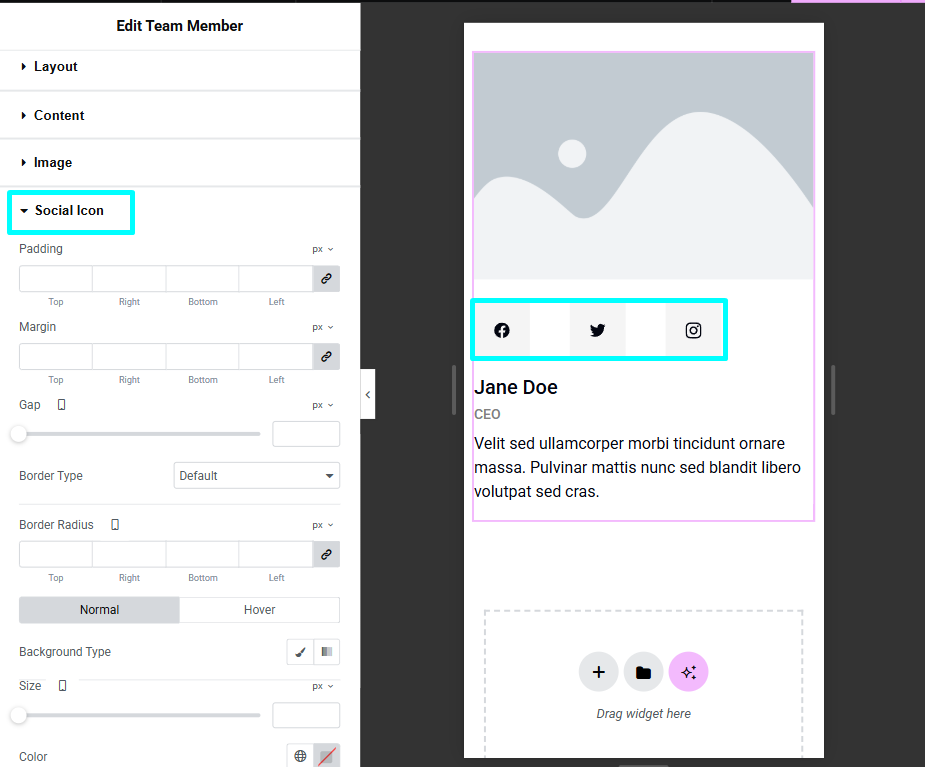 Edit Team Member
Layout
Content
Image
Social Icon
Padding px
Top Right Bottom Left
Margin px
Top Right Bottom Left
Gap px
Border Type Default
Border Radius px
Top Right Bottom Left
Normal Hover
Background Type
Size px
Color
Jane Doe
CEO
Velit sed ullamcorper morbi tincidunt ornare
massa. Pulvinar mattis nunc sed blandit libero
volutpat sed cras.
Drag widget here